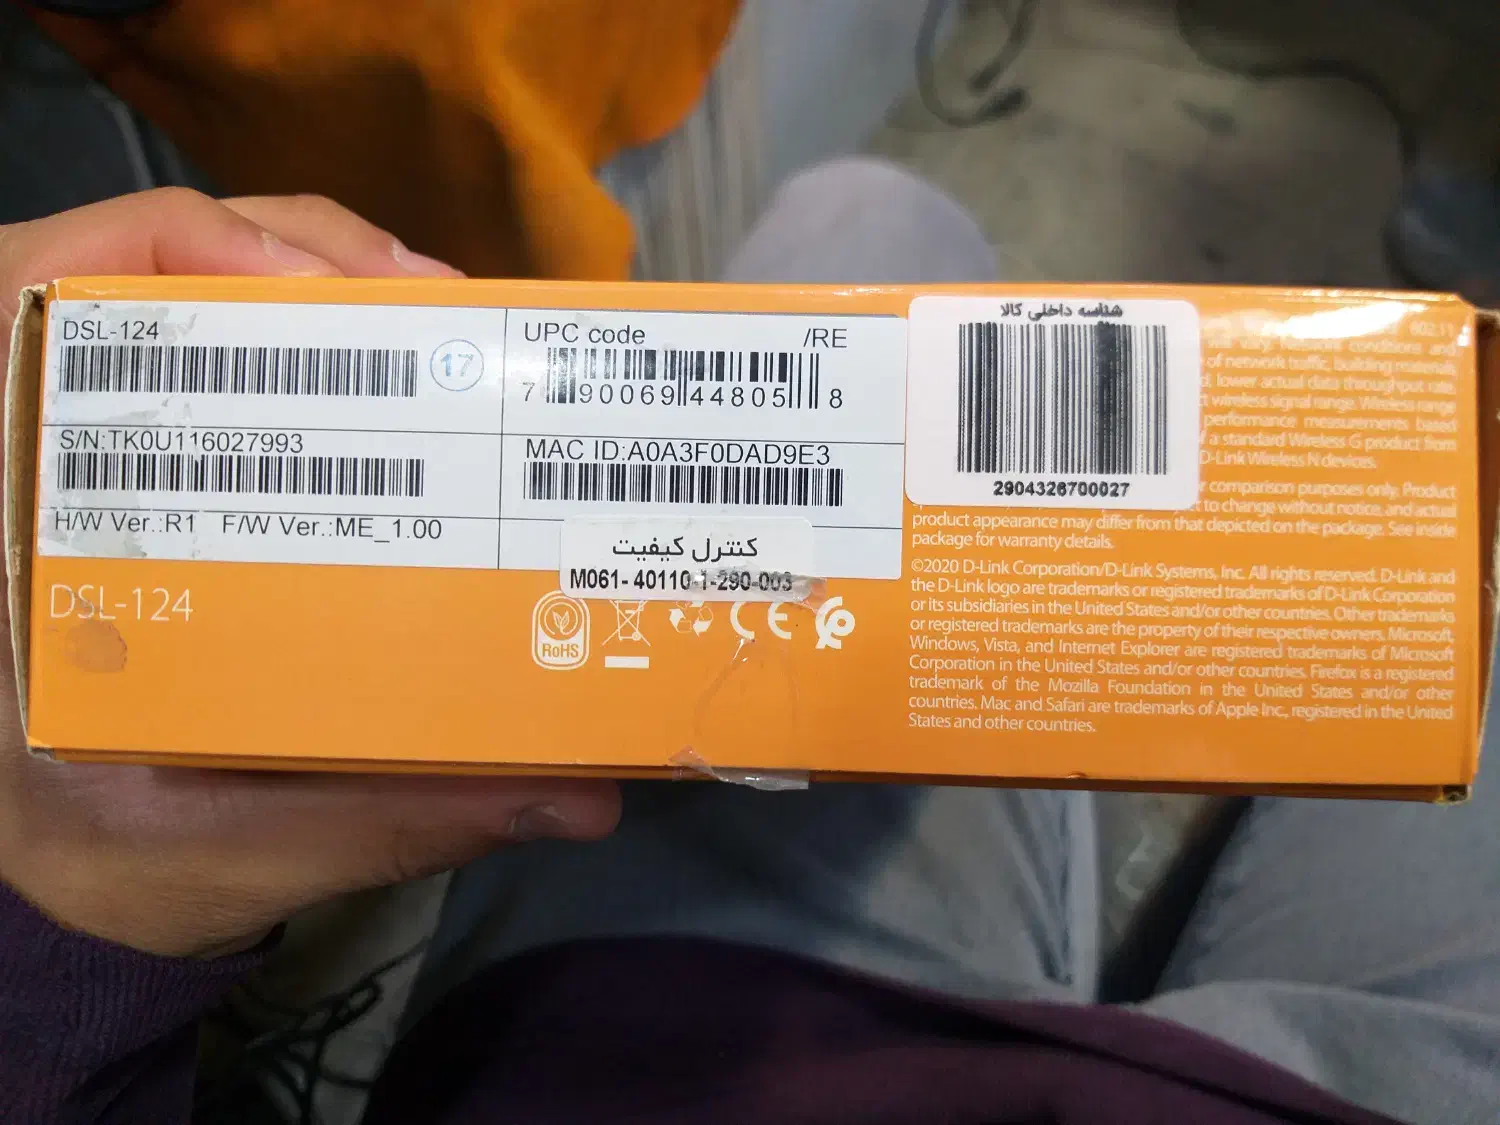 DSL-124
17
UPC code /RE
7 90069 44805 8
S/N:TK0U116027993
MAC ID:A0A3F0DAD9E3
H/W Ver.:R1 F/W Ver.:ME_1.00
کنترل کیفیت
M061- 40110-1-290-003
DSL-124
RoHS
CE
شناسه داخلی کالا
2904326700027
802.11
will vary. conditions and
of network traffic, building materials
lower actual data throughput rate.
wireless signal range. Wireless range
performance measurements based
a standard Wireless G product from
D-Link Wireless N devices.
comparison purposes only. Product
to change without notice, and actual
product appearance may differ from that depicted on the package. See inside
package for warranty details.
©2020 D-Link Corporation/D-Link Systems, Inc. All rights reserved. D-Link and
the D-Link logo are trademarks or registered trademarks of D-Link Corporation
or its subsidiaries in the United States and/or other countries. Other trademarks
or registered trademarks are the property of their respective owners. Microsoft,
Windows, Vista, and Internet Explorer are registered trademarks of Microsoft
Corporation in the United States and/or other countries. Firefox is a registered
trademark of the Mozilla Foundation in the United States and/or other
countries. Mac and Safari are trademarks of Apple Inc., registered in the United
States and other countries.